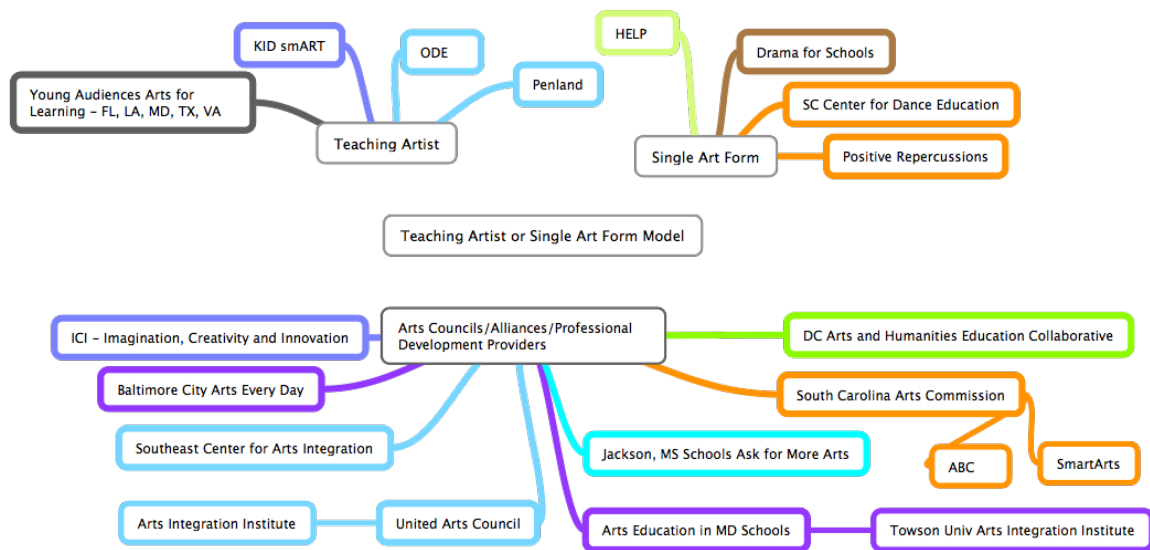 KID smART
ODE
HELP
Drama for Schools
Young Audiences Arts for
Learning – FL, LA, MD, TX, VA
Penland
SC Center for Dance Education
Teaching Artist
Single Art Form
Positive Repercussions
Teaching Artist or Single Art Form Model
ICI – Imagination, Creativity and Innovation
Arts Councils/Alliances/Professional
Development Providers
DC Arts and Humanities Education Collaborative
Baltimore City Arts Every Day
South Carolina Arts Commission
Southeast Center for Arts Integration
Jackson, MS Schools Ask for More Arts
ABC
SmartArts
Arts Integration Institute
United Arts Council
Arts Education in MD Schools
Towson Univ Arts Integration Institute